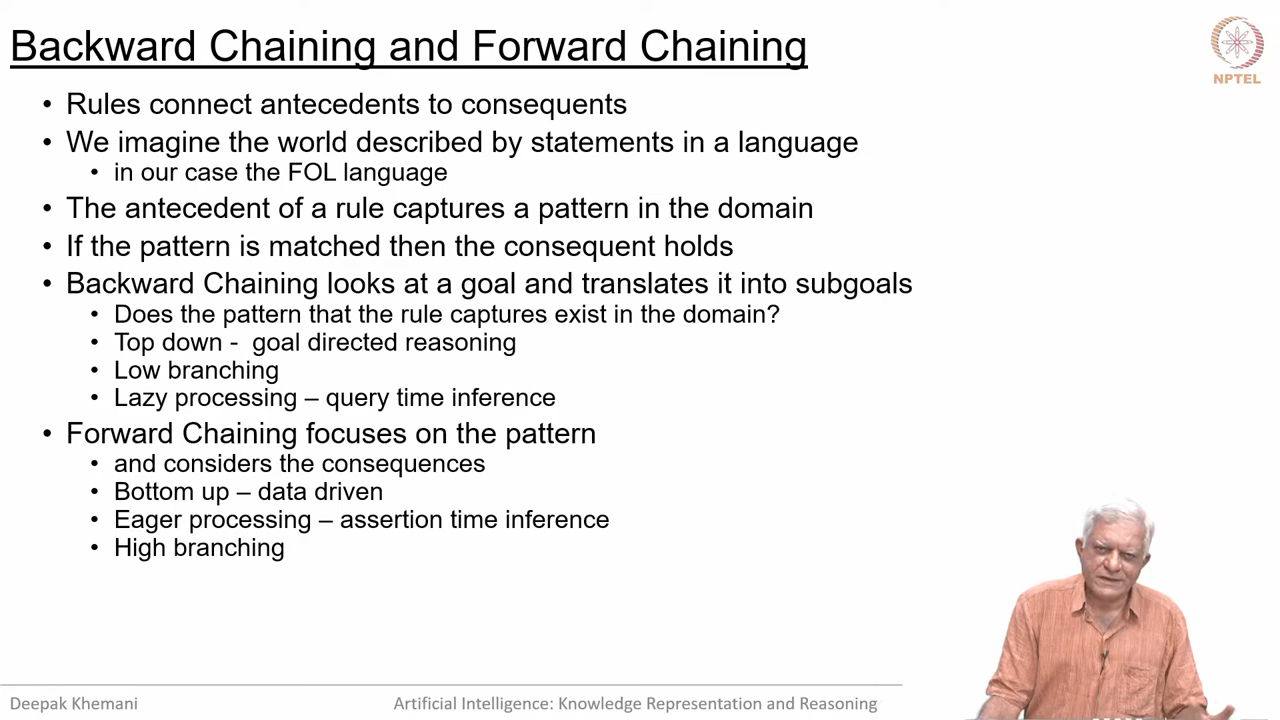 Backward Chaining and Forward Chaining
NPTEL
• Rules connect antecedents to consequents
• We imagine the world described by statements in a language
• in our case the FOL language
• The antecedent of a rule captures a pattern in the domain
• If the pattern is matched then the consequent holds
• Backward Chaining looks at a goal and translates it into subgoals
• Does the pattern that the rule captures exist in the domain?
• Top down - goal directed reasoning
• Low branching
• Lazy processing – query time inference
• Forward Chaining focuses on the pattern
• and considers the consequences
• Bottom up – data driven
• Eager processing – assertion time inference
• High branching
Deepak Khemani
Artificial Intelligence: Knowledge Representation and Reasoning